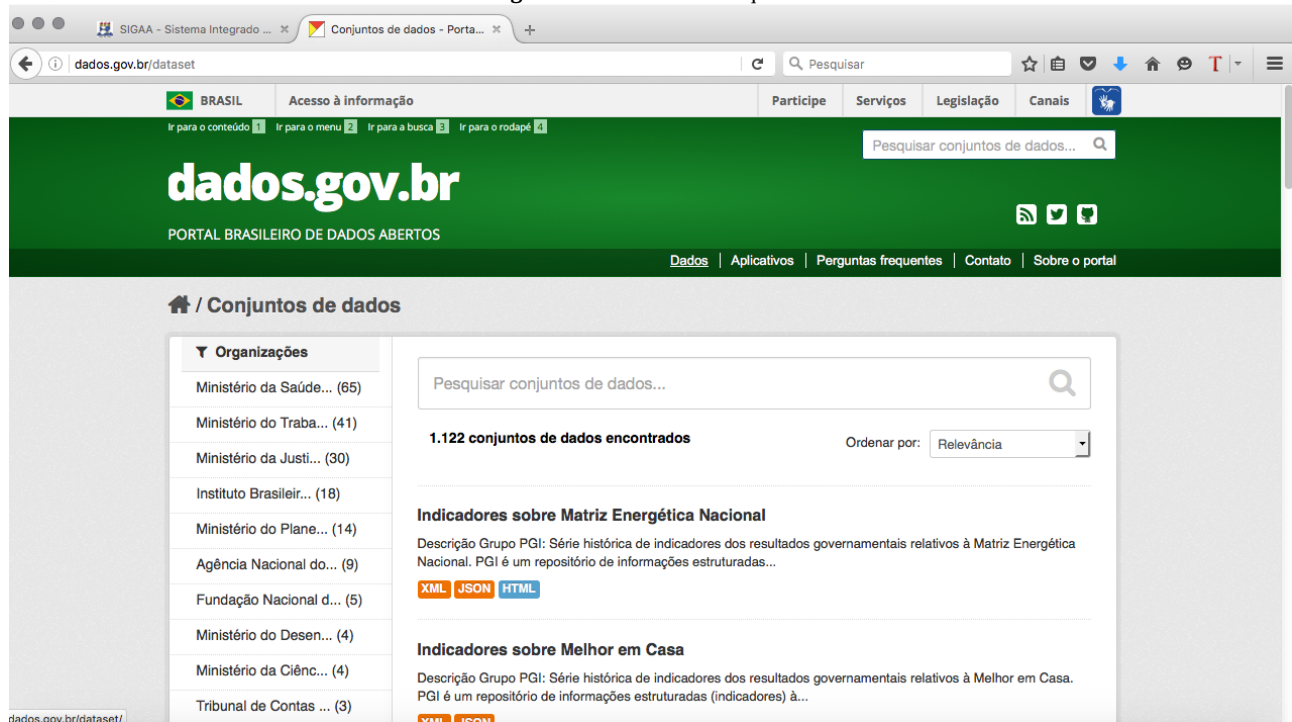 SIGAA - Sistema Integrado ... Conjuntos de dados - Porta...
dados.gov.br/dataset Pesquisar
BRASIL Acesso à informação Participe Serviços Legislação Canais
Ir para o conteúdo 1 Ir para o menu 2 Ir para a busca 3 Ir para o rodapé 4
Pesquisar conjuntos de dados...
dados.gov.br
PORTAL BRASILEIRO DE DADOS ABERTOS
Dados | Aplicativos | Perguntas frequentes | Contato | Sobre o portal
/ Conjuntos de dados
Organizações
Ministério da Saúde... (65)
Ministério do Traba... (41)
Ministério da Justi... (30)
Instituto Brasileir... (18)
Ministério do Plane... (14)
Agência Nacional do... (9)
Fundação Nacional d... (5)
Ministério do Desen... (4)
Ministério da Ciênc... (4)
Tribunal de Contas ... (3)
Pesquisar conjuntos de dados...
1.122 conjuntos de dados encontrados
Ordenar por: Relevância
Indicadores sobre Matriz Energética Nacional
Descrição Grupo PGI: Série histórica de indicadores dos resultados governamentais relativos à Matriz Energética
Nacional. PGI é um repositório de informações estruturadas...
XML JSON HTML
Indicadores sobre Melhor em Casa
Descrição Grupo PGI: Série histórica de indicadores dos resultados governamentais relativos à Melhor em Casa.
PGI é um repositório de informações estruturadas (indicadores) à...
XML JSON
dados.gov.br/dataset/